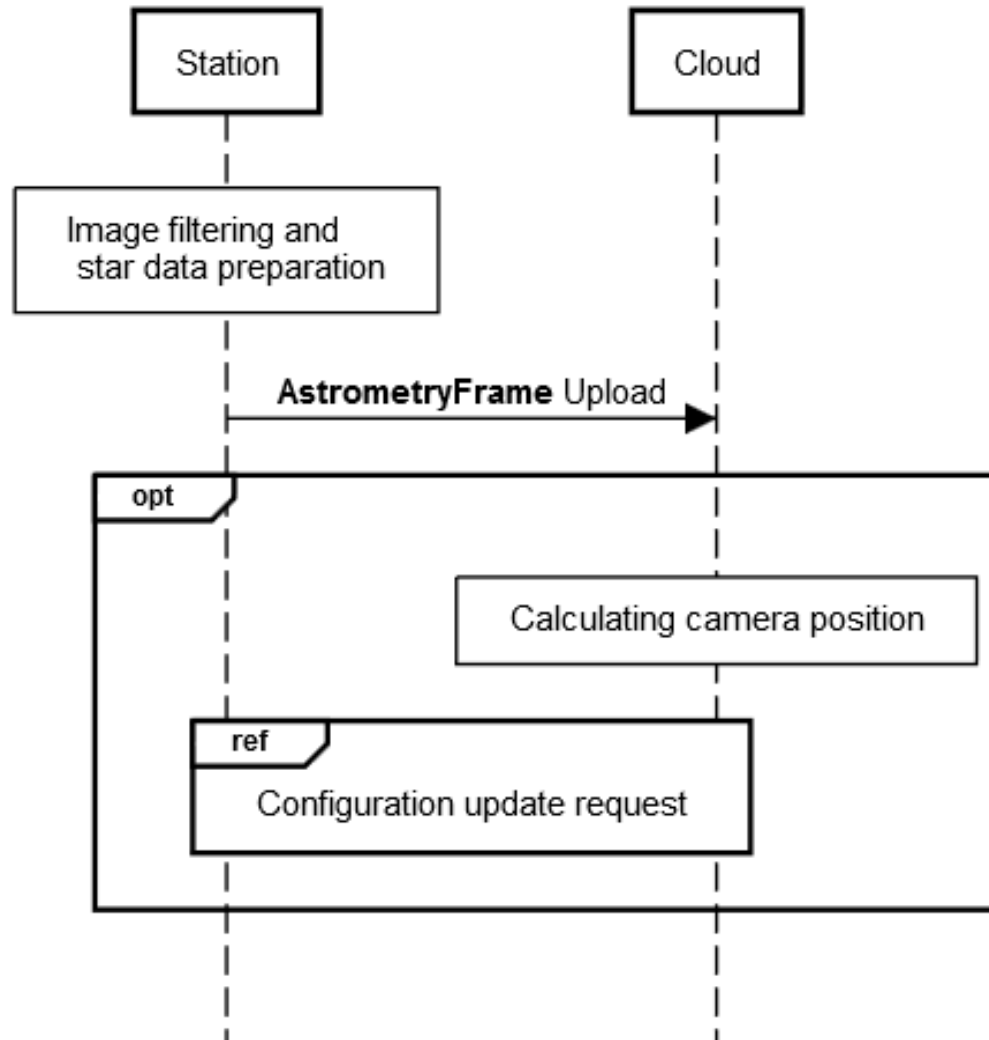 Station
Cloud
Image filtering and
star data preparation
AstrometryFrame Upload
opt
Calculating camera position
ref
Configuration update request